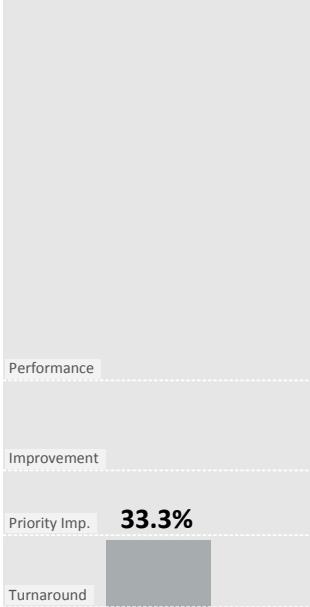 Performance
Improvement
Priority Imp. 33.3%
Turnaround